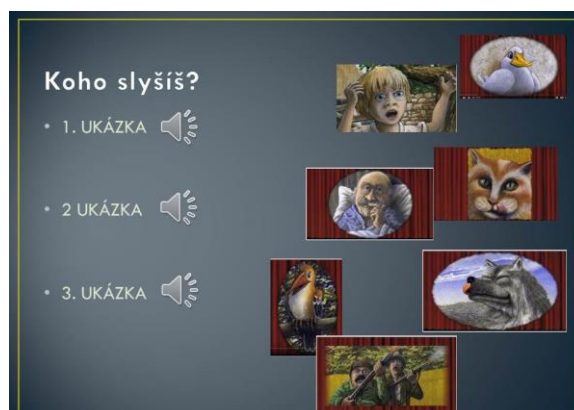 Koho slyšíš?
• 1. UKÁZKA
• 2 UKÁZKA
• 3. UKÁZKA